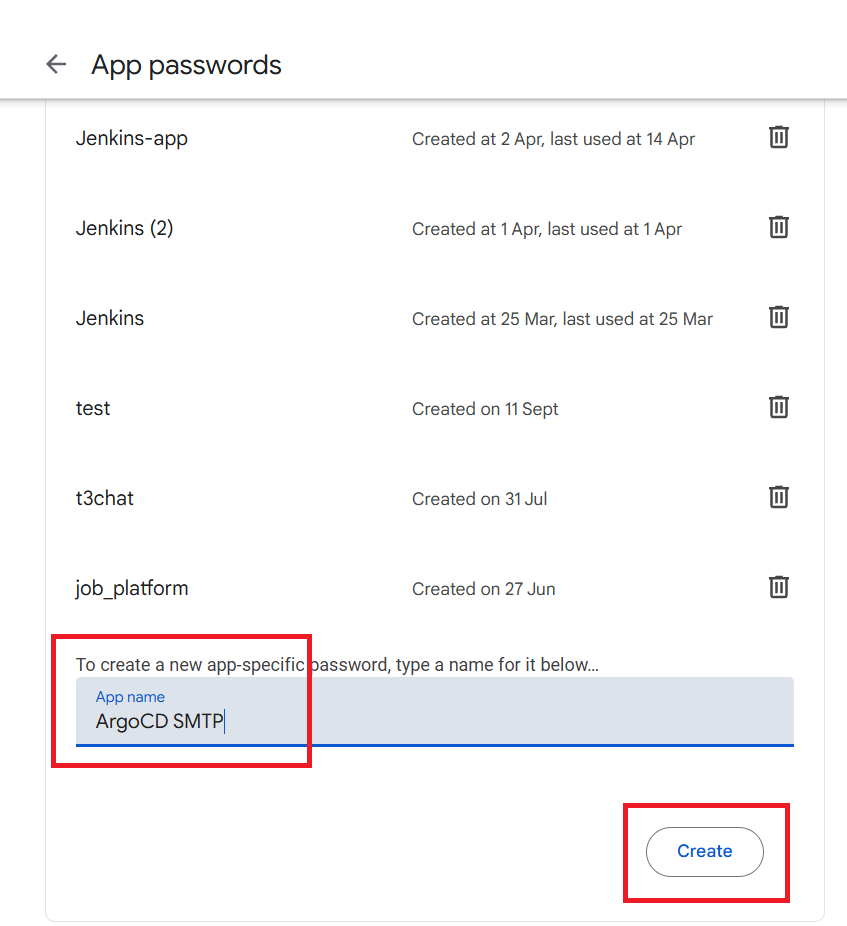 App passwords
Jenkins-app Created at 2 Apr, last used at 14 Apr
Jenkins (2) Created at 1 Apr, last used at 1 Apr
Jenkins Created at 25 Mar, last used at 25 Mar
test Created on 11 Sept
t3chat Created on 31 Jul
job_platform Created on 27 Jun
To create a new app-specific password, type a name for it below...
App name
ArgoCD SMTP
Create